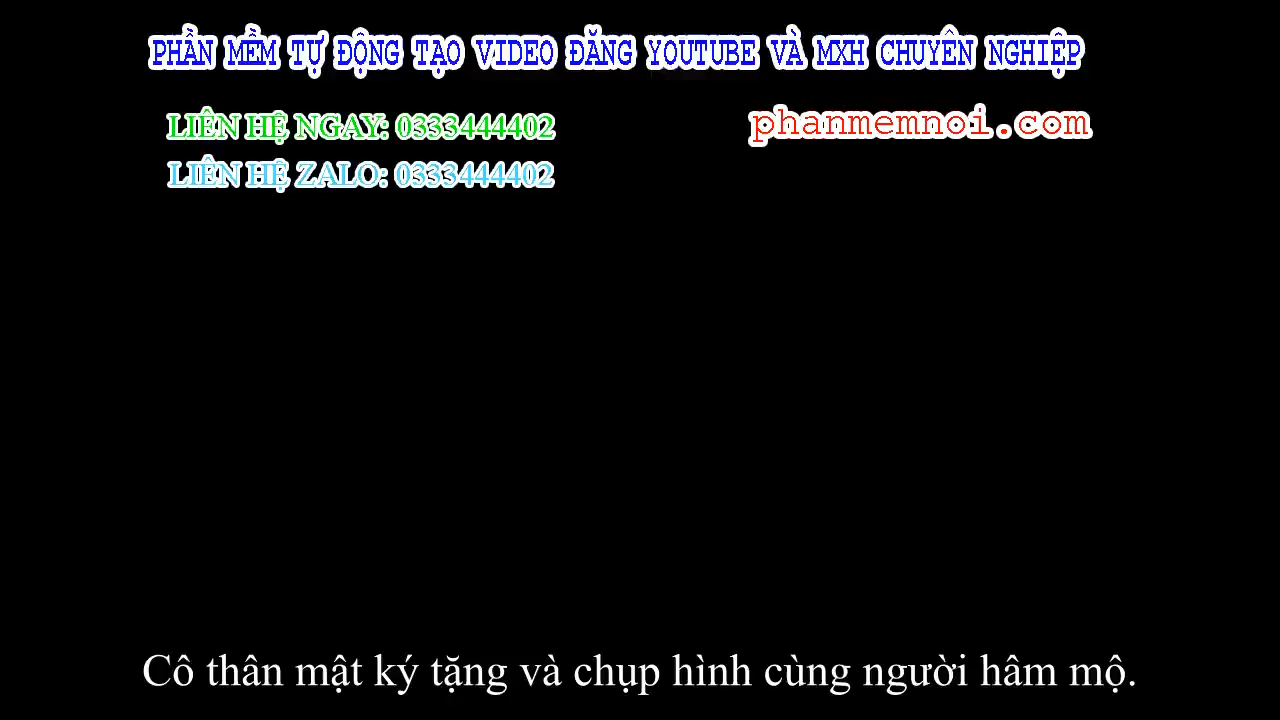 PHẦN MỀM TỰ ĐỘNG TẠO VIDEO ĐĂNG YOUTUBE VÀ MXH CHUYÊN NGHIỆP
LIÊN HỆ NGAY: 0333444402
phanmemnoi.com
LIÊN HỆ ZALO: 0333444402
Cô thân mật ký tặng và chụp hình cùng người hâm mộ.